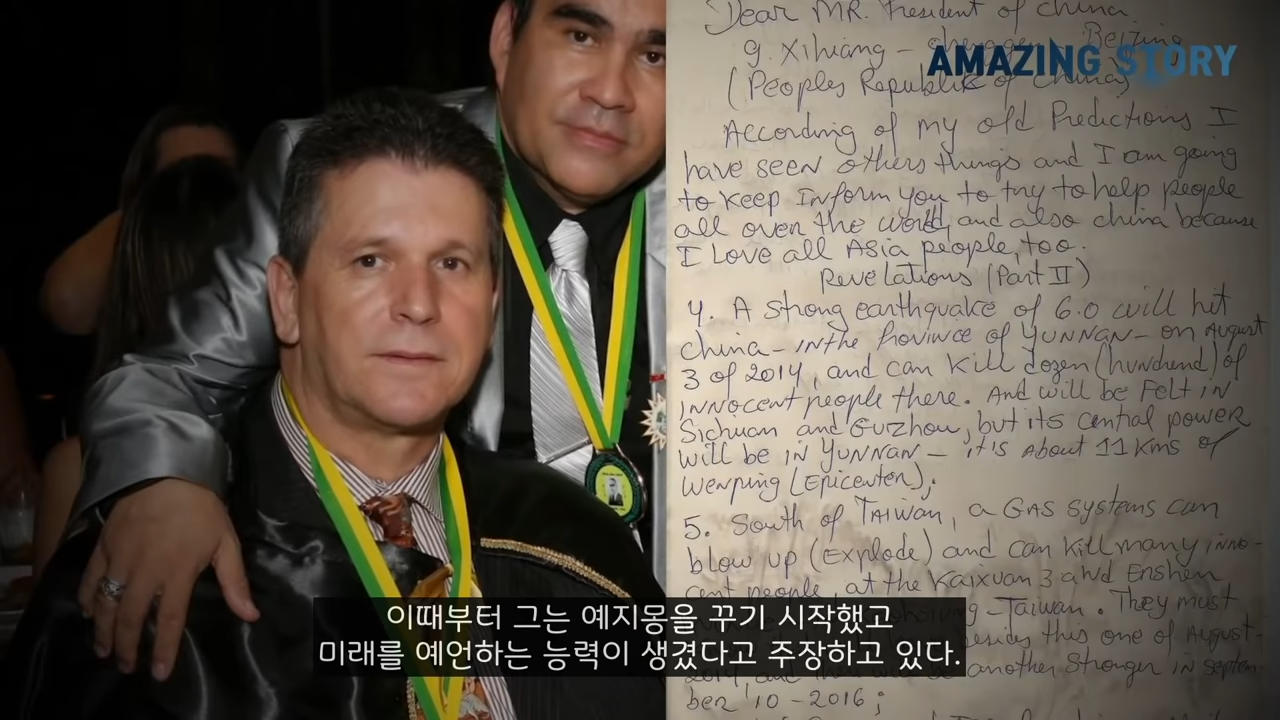 Dear MR. President of China
AMAZING STORY
(Peoples Republik of China)
According of my old Predictions I
have seen others things and I am going
to keep Inform you to try to help people
all over the world, and also china because
I Love all Asia people, too.
Revelations (Part II)
4. A strong earthquake of 6.0 will hit
China - inthe Province of YUNNAN - on August
3 of 2014, and can Kill dozen (hundrend) of
innocent people there. And will be Felt in
Sichuan and Guizhou, but its central power
will be in YUNNAN - it is about 11 Kms of
Wenping (Epicenter);
5. South of TAIWAN, a GAS systems can
blow up (Explode) and can Kill many inno-
cent people, at the Kaixuan 3 and Enshen
Taiwan. They must
besides this one of August-
another stronger in septem-
ber 10 - 2016;
이때부터 그는 예지몽을 꾸기 시작했고
미래를 예언하는 능력이 생겼다고 주장하고 있다.